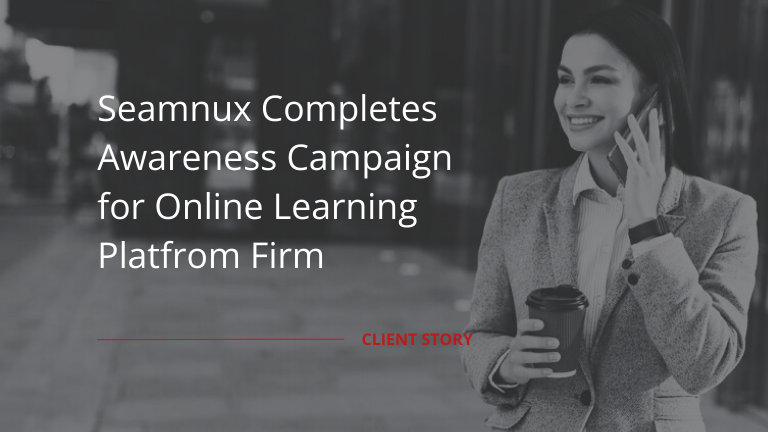 Seamnux Completes
Awareness Campaign
for Online Learning
Platfrom Firm
CLIENT STORY